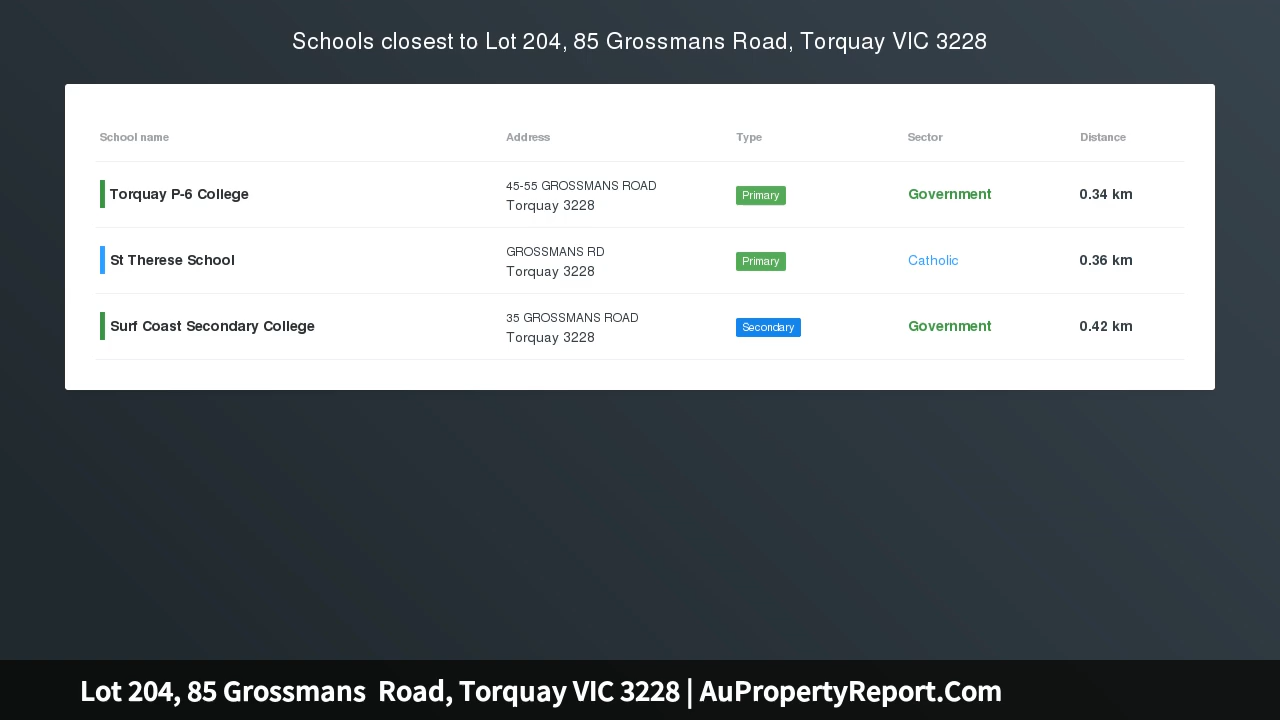 Schools closest to Lot 204, 85 Grossmans Road, Torquay VIC 3228
School name Address Type Sector Distance
Torquay P-6 College 45-55 GROSSMANS ROAD Torquay 3228 Primary Government 0.34 km
St Therese School GROSSMANS RD Torquay 3228 Primary Catholic 0.36 km
Surf Coast Secondary College 35 GROSSMANS ROAD Torquay 3228 Secondary Government 0.42 km
Lot 204, 85 Grossmans Road, Torquay VIC 3228 | AuPropertyReport.Com